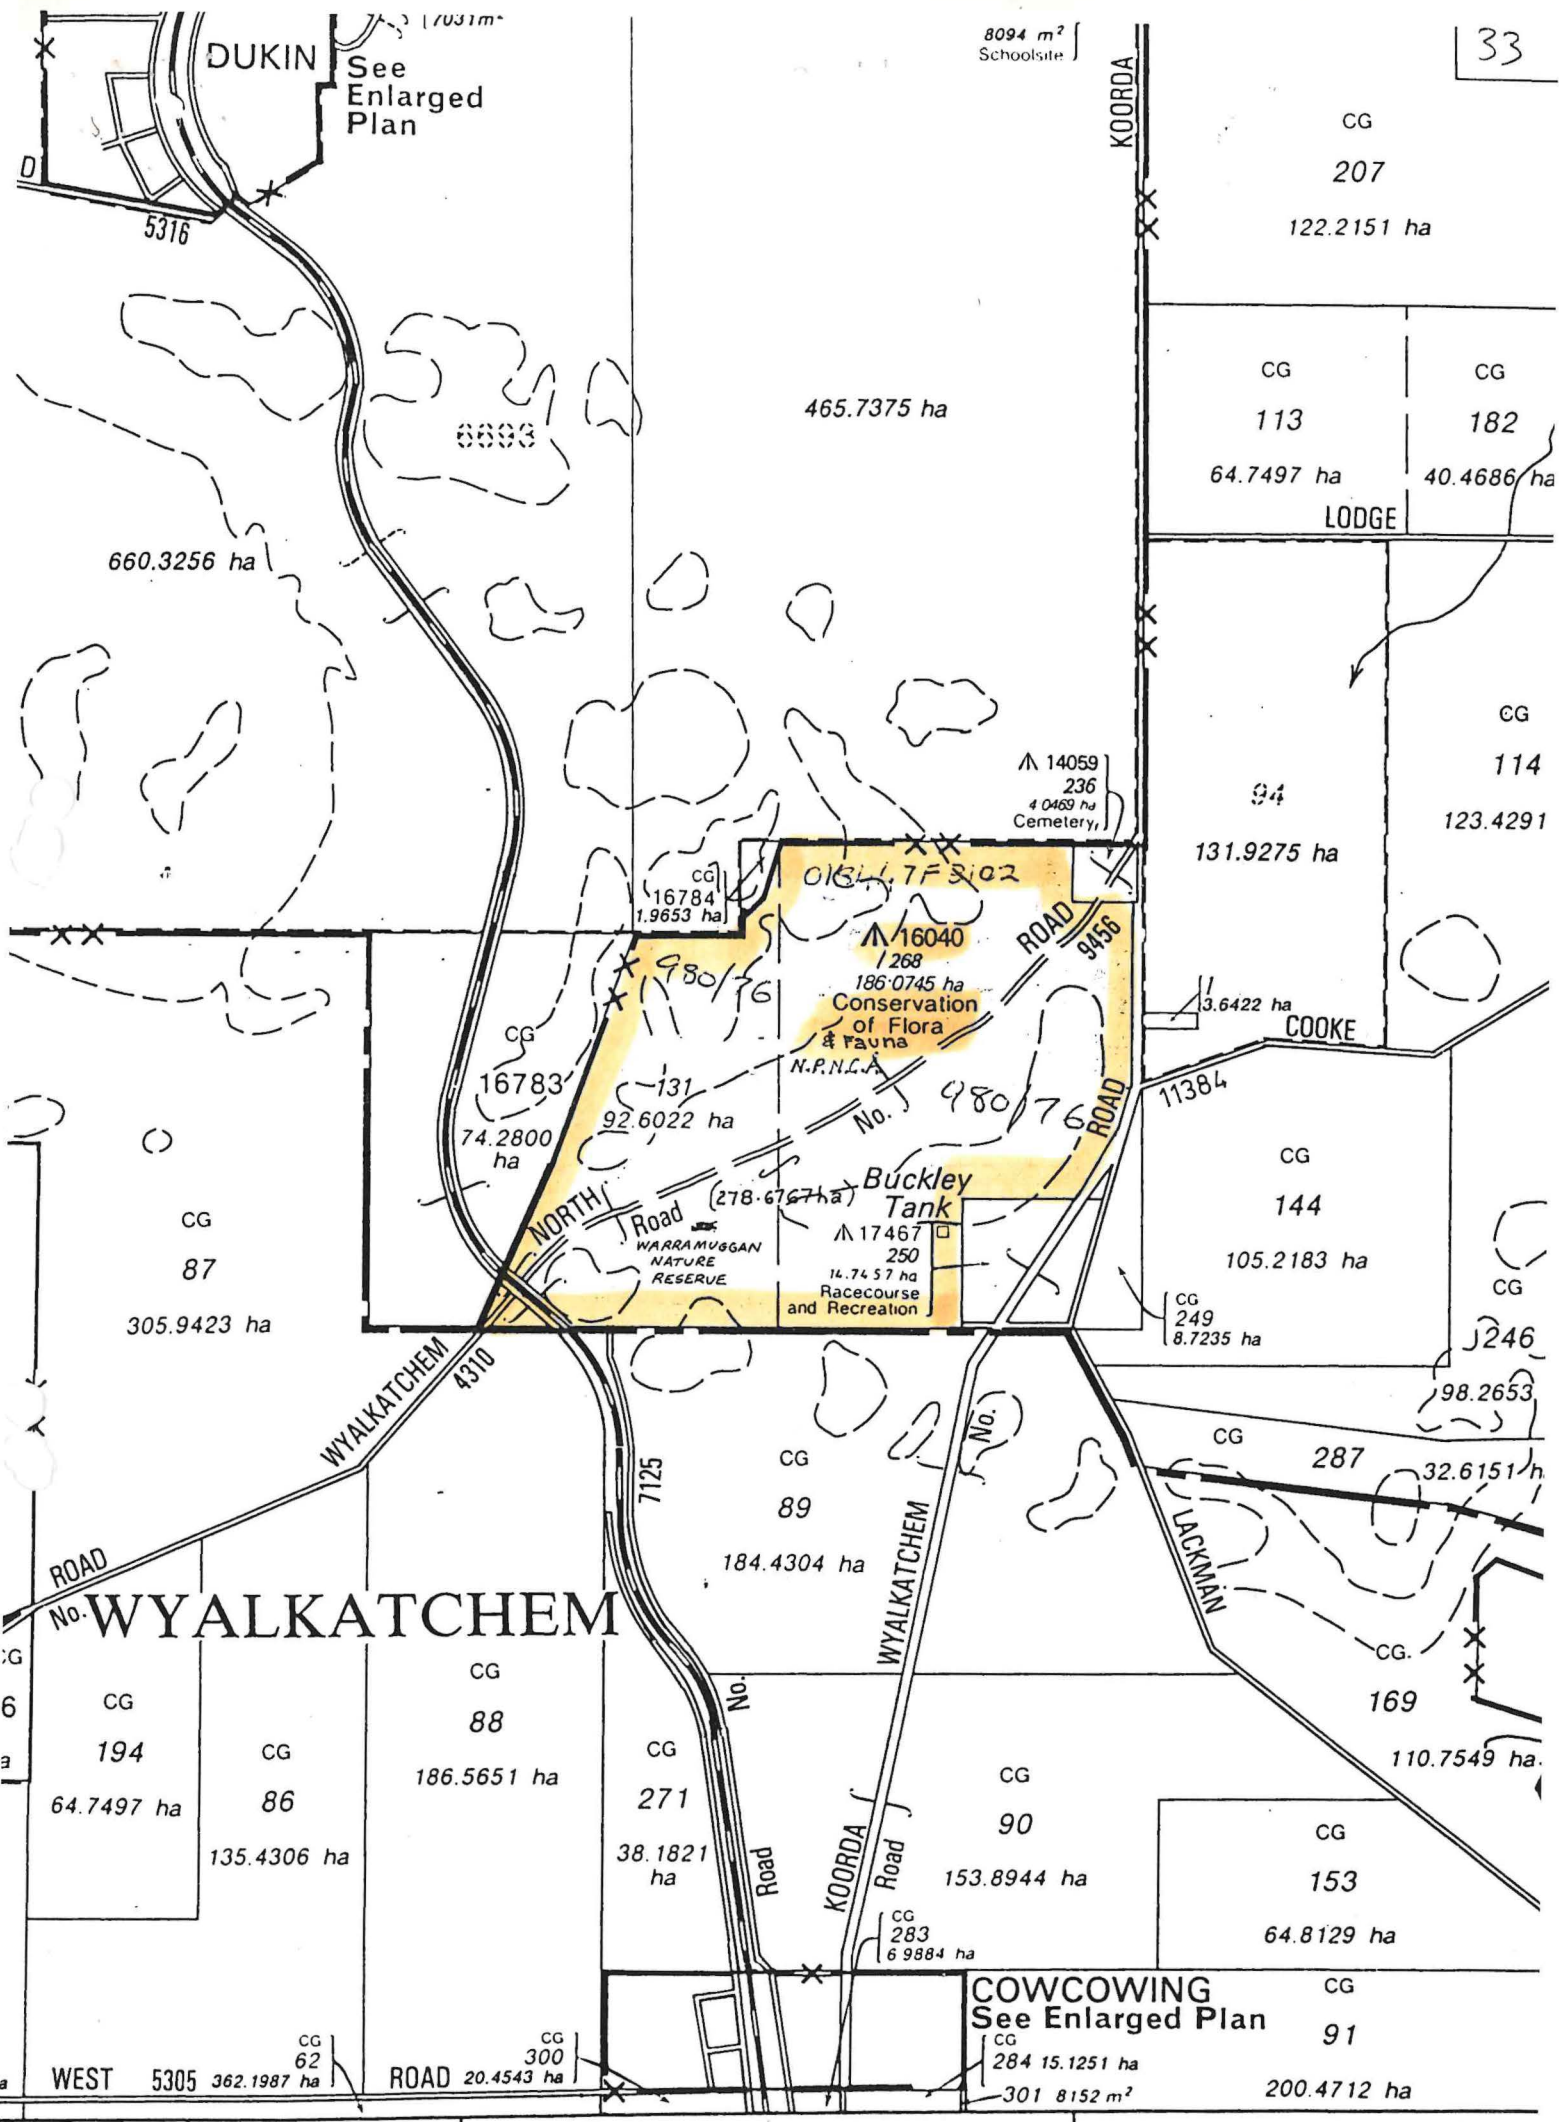 7031m²
8094 m²
Schoolsite
33
DUKIN
See
Enlarged
Plan
KOORDA
CG
207
122.2151 ha
D
5316
CG
113
64.7497 ha
CG
182
40.4686 ha
465.7375 ha
6693
LODGE
660.3256 ha
CG
114
123.4291
94
131.9275 ha
14059
236
4.0469 ha
Cemetery
CG
16784
1.9653 ha
16040
268
186.0745 ha
Conservation
of Flora
& Fauna
N.P.N.C.A.
ROAD
9456
980/76
1
3.6422 ha
COOKE
CG
16783
74.2800
ha
131
92.6022 ha
No.
980/76
ROAD
11384
CG
144
105.2183 ha
Buckley
Tank
(278.6767ha)
NORTH
Road
WARRAMUGGAN
NATURE
RESERVE
17467
250
14.7457 ha
Racecourse
and Recreation
CG
249
8.7235 ha
CG
87
305.9423 ha
CG
246
98.2653
WYALKATCHEM
4310
CG
287
32.6151 h
7125
No.
CG
89
184.4304 ha
WYALKATCHEM
LACKMAN
ROAD
No.
WYALKATCHEM
CG
6
a
CG
194
64.7497 ha
CG
86
135.4306 ha
CG
88
186.5651 ha
No.
CG
271
38.1821
ha
Road
KOORDA
Road
CG
90
153.8944 ha
CG
169
110.7549 ha
CG
153
64.8129 ha
CG
283
6.9884 ha
COWCOWING
See Enlarged Plan
CG
91
200.4712 ha
CG
284 15.1251 ha
301 8152 m²
a
WEST 5305
CG
62
362.1987 ha
ROAD
CG
300
20.4543 ha